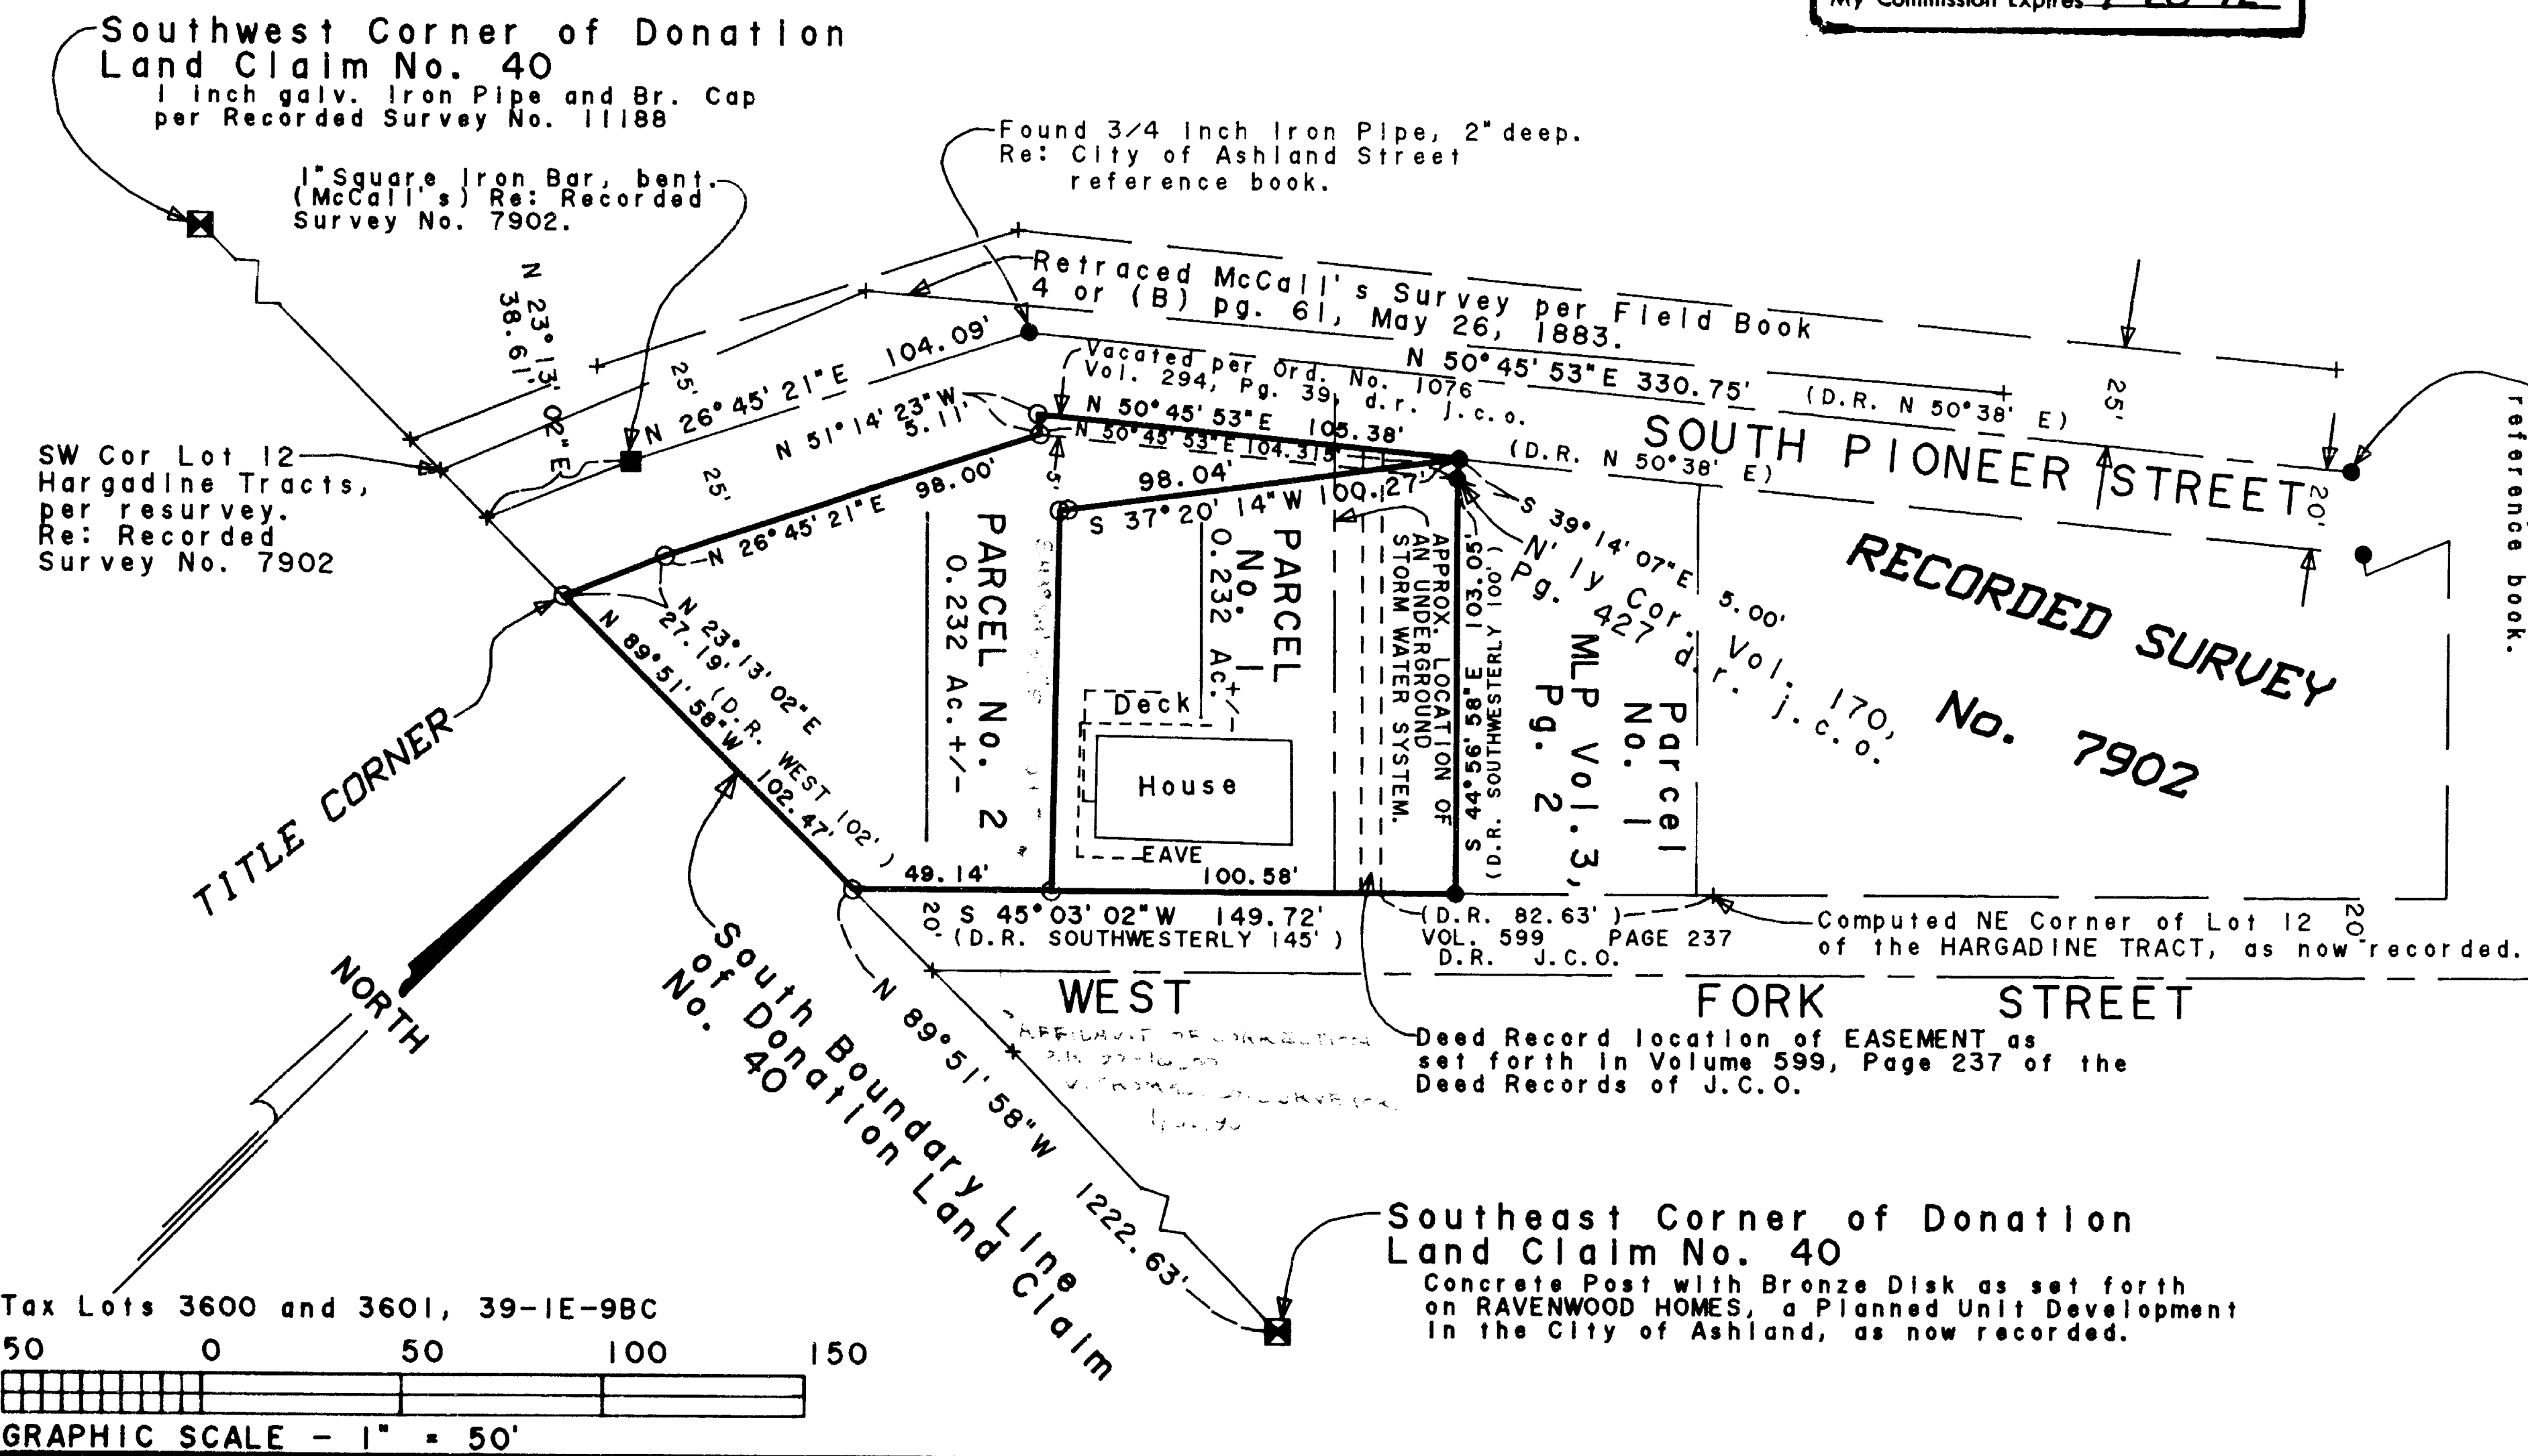 My Commission Expires
Southwest Corner of Donation
Land Claim No. 40
1 inch galv. Iron Pipe and Br. Cap
per Recorded Survey No. 11188
1" Square Iron Bar, bent.
(McCall's) Re: Recorded
Survey No. 7902.
Found 3/4 inch Iron Pipe, 2" deep.
Re: City of Ashland Street
reference book.
Retraced McCall's Survey per Field Book
4 or (B) pg. 61, May 26, 1883.
N 23° 13' 02" E)
38.61'
25'
N 26° 45' 21" E 104.09'
25'
N 51° 14' 23" W
5.11'
Vacated per Ord. No. 1076
Vol. 294, Pg. 39, d.r. j.c.o.
N 50° 45' 53" E 330.75'
(D.R. N 50° 38' E)
25'
N 50° 45' 53" E 105.38'
N 50° 45' 53" E 104.315'
(D.R. N 50° 38' E)
SOUTH PIONEER STREET
20'
reference book.
SW Cor Lot 12
Hargadine Tracts,
per resurvey.
Re: Recorded
Survey No. 7902
N 26° 45' 21" E 98.00'
5'
98.04'
S 37° 20' 14" W 100.27'
S 39° 14' 07" E 5.00'
N'ly Cor. Vol. 170,
Pg. 427 d.r. j.c.o.
RECORDED SURVEY
No. 7902
TITLE CORNER
N 23° 13' 02" E
27.19'
N 89° 51' 58" W 102.47'
(D.R. WEST 102')
PARCEL No. 2
0.232 Ac. +/-
PARCEL
No. 1
0.232 Ac. +/-
APPROX. LOCATION OF
AN UNDERGROUND
STORM WATER SYSTEM.
S 44° 56' 58" E 103.05'
(D.R. SOUTHWESTERLY 100')
MLP Vol. 3,
Pg. 2
Parcel
No. 1
Deck
House
EAVE
49.14'
100.58'
20'
S 45° 03' 02" W 149.72'
(D.R. SOUTHWESTERLY 145')
(D.R. 82.63')
VOL. 599 PAGE 237
D.R. J.C.O.
Computed NE Corner of Lot 12
of the HARGADINE TRACT, as now recorded.
20'
WEST FORK STREET
NORTH
South Boundary Line
of Donation Land Claim
No. 40
N 89° 51' 58" W 1222.63'
AFFIDAVIT OF CORRECTION
Deed Record location of EASEMENT as
set forth in Volume 599, Page 237 of the
Deed Records of J.C.O.
Southeast Corner of Donation
Land Claim No. 40
Concrete Post with Bronze Disk as set forth
on RAVENWOOD HOMES, a Planned Unit Development
in the City of Ashland, as now recorded.
Tax Lots 3600 and 3601, 39-1E-9BC
50 0 50 100 150
GRAPHIC SCALE - 1" = 50'